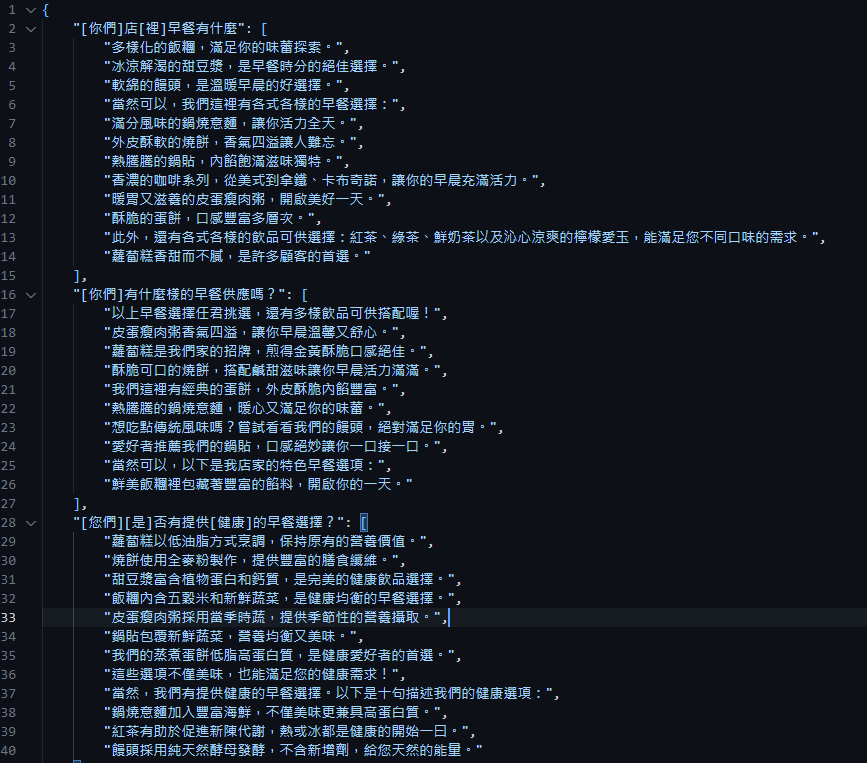 1 {
2 "[你們]店[裡]早餐有什麼": [
3 "多樣化的飯糰，滿足你的味蕾探索。",
4 "冰涼解渴的甜豆漿，是早餐時分的絕佳選擇。",
5 "軟綿的饅頭，是溫暖早晨的好選擇。",
6 "當然可以，我們這裡有各式各樣的早餐選擇：",
7 "滿分風味的鍋燒意麵，讓你活力全天。",
8 "外皮酥軟的燒餅，香氣四溢讓人難忘。",
9 "熱騰騰的鍋貼，內餡飽滿滋味獨特。",
10 "香濃的咖啡系列，從美式到拿鐵、卡布奇諾，讓你的早晨充滿活力。",
11 "暖胃又滋養的皮蛋瘦肉粥，開啟美好一天。",
12 "酥脆的蛋餅，口感豐富多層次。",
13 "此外，還有各式各樣的飲品可供選擇：紅茶、綠茶、鮮奶茶以及沁心涼爽的檸檬愛玉，能滿足您不同口味的需求。",
14 "蘿蔔糕香甜而不膩，是許多顧客的首選。"
15 ],
16 "[你們]有什麼樣的早餐供應嗎？": [
17 "以上早餐選擇任君挑選，還有多樣飲品可供搭配喔！",
18 "皮蛋瘦肉粥香氣四溢，讓你早晨溫馨又舒心。",
19 "蘿蔔糕是我們家的招牌，煎得金黃酥脆口感絕佳。",
20 "酥脆可口的燒餅，搭配鹹甜滋味讓你早晨活力滿滿。",
21 "我們這裡有經典的蛋餅，外皮酥脆內餡豐富。",
22 "熱騰騰的鍋燒意麵，暖心又滿足你的味蕾。",
23 "想吃點傳統風味嗎？嘗試看看我們的饅頭，絕對滿足你的胃。",
24 "愛好者推薦我們的鍋貼，口感絕妙讓你一口接一口。",
25 "當然可以，以下是我店家的特色早餐選項：",
26 "鮮美飯糰裡包藏著豐富的餡料，開啟你的一天。"
27 ],
28 "[您們][是]否有提供[健康]的早餐選擇？": [
29 "蘿蔔糕以低油脂方式烹調，保持原有的營養價值。",
30 "燒餅使用全麥粉製作，提供豐富的膳食纖維。",
31 "甜豆漿富含植物蛋白和鈣質，是完美的健康飲品選擇。",
32 "飯糰內含五穀米和新鮮蔬菜，是健康均衡的早餐選擇。",
33 "皮蛋瘦肉粥採用當季時蔬，提供季節性的營養攝取。",
34 "鍋貼包覆新鮮蔬菜，營養均衡又美味。",
35 "我們的蒸煮蛋餅低脂高蛋白質，是健康愛好者的首選。",
36 "這些選項不僅美味，也能滿足您的健康需求！",
37 "當然，我們有提供健康的早餐選擇。以下是十句描述我們的健康選項：",
38 "鍋燒意麵加入豐富海鮮，不僅美味更兼具高蛋白質。",
39 "紅茶有助於促進新陳代謝，熱或冰都是健康的開始一日。",
40 "饅頭採用純天然酵母發酵，不含新增劑，給您天然的能量。"